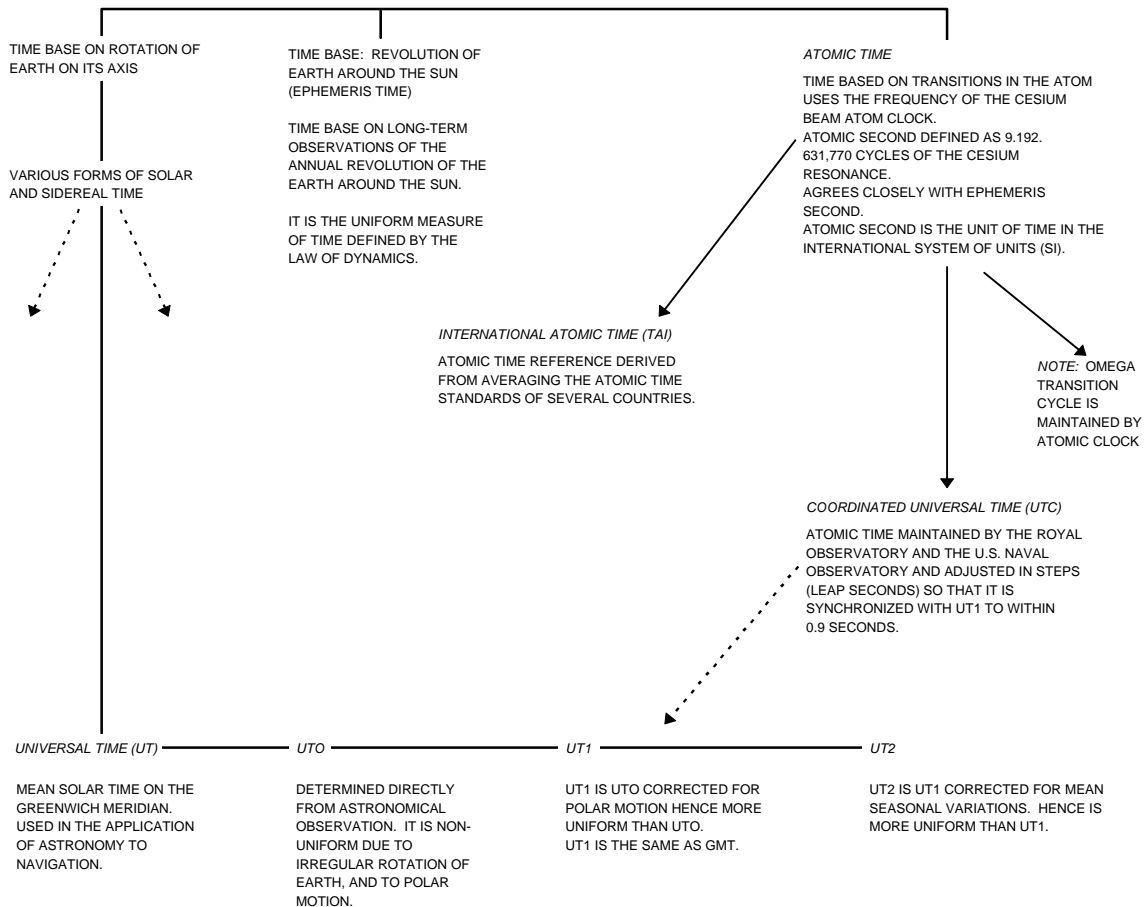 TIME BASE ON ROTATION OF
EARTH ON ITS AXIS
VARIOUS FORMS OF SOLAR
AND SIDEREAL TIME
TIME BASE: REVOLUTION OF
EARTH AROUND THE SUN
(EPHEMERIS TIME)
TIME BASE ON LONG-TERM
OBSERVATIONS OF THE
ANNUAL REVOLUTION OF THE
EARTH AROUND THE SUN.
IT IS THE UNIFORM MEASURE
OF TIME DEFINED BY THE
LAW OF DYNAMICS.
ATOMIC TIME
TIME BASED ON TRANSITIONS IN THE ATOM
USES THE FREQUENCY OF THE CESIUM
BEAM ATOM CLOCK.
ATOMIC SECOND DEFINED AS 9.192.
631,770 CYCLES OF THE CESIUM
RESONANCE.
AGREES CLOSELY WITH EPHEMERIS
SECOND.
ATOMIC SECOND IS THE UNIT OF TIME IN THE
INTERNATIONAL SYSTEM OF UNITS (SI).
INTERNATIONAL ATOMIC TIME (TAI)
ATOMIC TIME REFERENCE DERIVED
FROM AVERAGING THE ATOMIC TIME
STANDARDS OF SEVERAL COUNTRIES.
NOTE: OMEGA
TRANSITION
CYCLE IS
MAINTAINED BY
ATOMIC CLOCK
COORDINATED UNIVERSAL TIME (UTC)
ATOMIC TIME MAINTAINED BY THE ROYAL
OBSERVATORY AND THE U.S. NAVAL
OBSERVATORY AND ADJUSTED IN STEPS
(LEAP SECONDS) SO THAT IT IS
SYNCHRONIZED WITH UT1 TO WITHIN
0.9 SECONDS.
UNIVERSAL TIME (UT)
MEAN SOLAR TIME ON THE
GREENWICH MERIDIAN.
USED IN THE APPLICATION
OF ASTRONOMY TO
NAVIGATION.
UTO
DETERMINED DIRECTLY
FROM ASTRONOMICAL
OBSERVATION. IT IS NON-
UNIFORM DUE TO
IRREGULAR ROTATION OF
EARTH, AND TO POLAR
MOTION.
UT1
UT1 IS UTO CORRECTED FOR
POLAR MOTION HENCE MORE
UNIFORM THAN UTO.
UT1 IS THE SAME AS GMT.
UT2
UT2 IS UT1 CORRECTED FOR MEAN
SEASONAL VARIATIONS. HENCE IS
MORE UNIFORM THAN UT1.